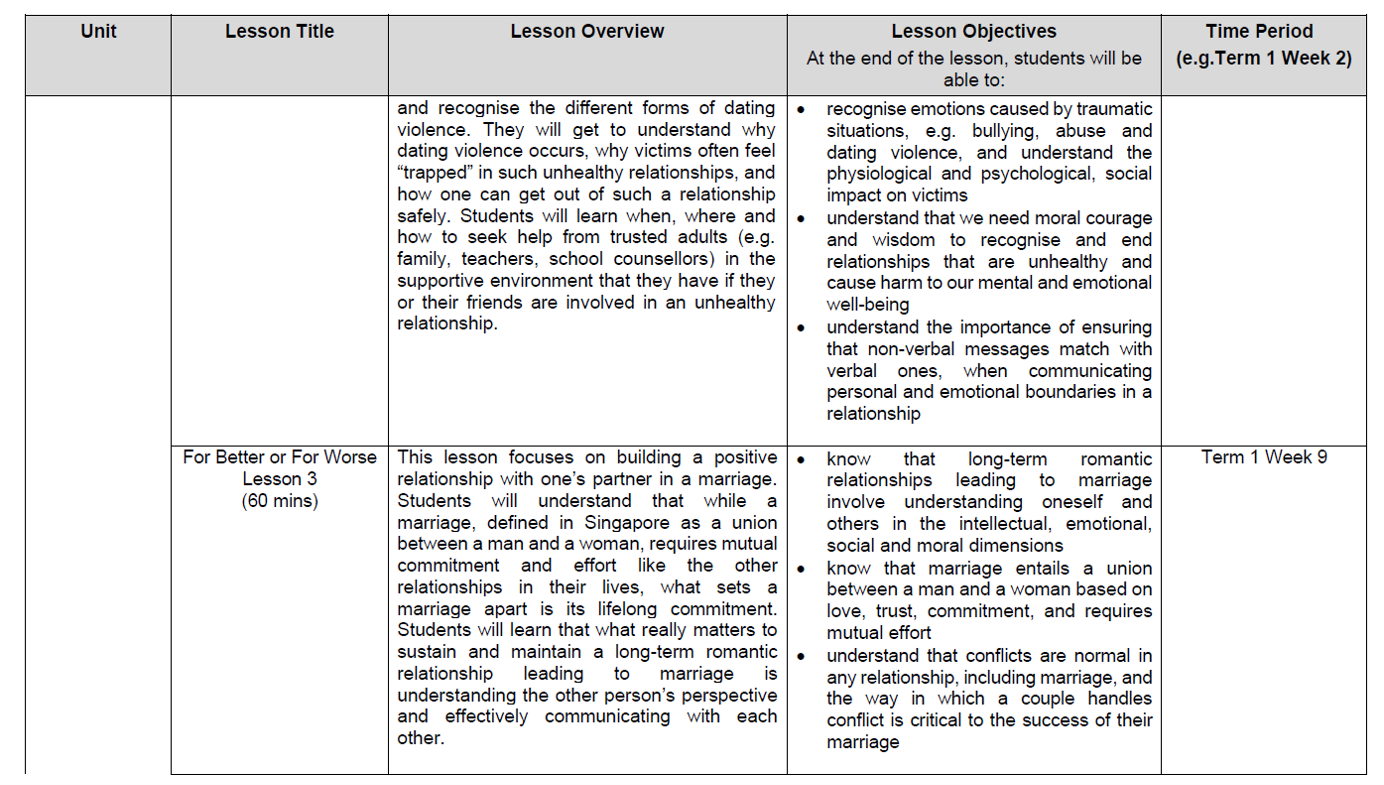 Unit
Lesson Title
Lesson Overview
Lesson Objectives
At the end of the lesson, students will be
able to:
Time Period
(e.g.Term 1 Week 2)
and recognise the different forms of dating
violence. They will get to understand why
dating violence occurs, why victims often feel
“trapped” in such unhealthy relationships, and
how one can get out of such a relationship
safely. Students will learn when, where and
how to seek help from trusted adults (e.g.
family, teachers, school counsellors) in the
supportive environment that they have if they
or their friends are involved in an unhealthy
relationship.
• recognise emotions caused by traumatic
situations, e.g. bullying, abuse and
dating violence, and understand the
physiological and psychological, social
impact on victims
• understand that we need moral courage
and wisdom to recognise and end
relationships that are unhealthy and
cause harm to our mental and emotional
well-being
• understand the importance of ensuring
that non-verbal messages match with
verbal ones, when communicating
personal and emotional boundaries in a
relationship
For Better or For Worse
Lesson 3
(60 mins)
This lesson focuses on building a positive
relationship with one’s partner in a marriage.
Students will understand that while a
marriage, defined in Singapore as a union
between a man and a woman, requires mutual
commitment and effort like the other
relationships in their lives, what sets a
marriage apart is its lifelong commitment.
Students will learn that what really matters to
sustain and maintain a long-term romantic
relationship leading to marriage is
understanding the other person’s perspective
and effectively communicating with each
other.
• know that long-term romantic
relationships leading to marriage
involve understanding oneself and
others in the intellectual, emotional,
social and moral dimensions
• know that marriage entails a union
between a man and a woman based on
love, trust, commitment, and requires
mutual effort
• understand that conflicts are normal in
any relationship, including marriage, and
the way in which a couple handles
conflict is critical to the success of their
marriage
Term 1 Week 9